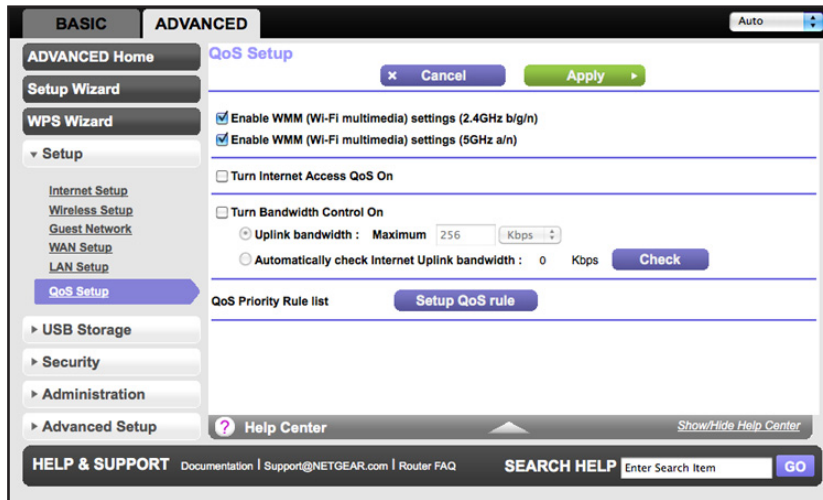 BASIC ADVANCED Auto
ADVANCED Home
Setup Wizard
WPS Wizard
Setup
Internet Setup
Wireless Setup
Guest Network
WAN Setup
LAN Setup
QoS Setup
USB Storage
Security
Administration
Advanced Setup
QoS Setup
× Cancel Apply
Enable WMM (Wi-Fi multimedia) settings (2.4GHz b/g/n)
Enable WMM (Wi-Fi multimedia) settings (5GHz a/n)
Turn Internet Access QoS On
Turn Bandwidth Control On
Uplink bandwidth : Maximum 256 Kbps
Automatically check Internet Uplink bandwidth : 0 Kbps Check
QoS Priority Rule list Setup QoS rule
? Help Center Show/Hide Help Center
HELP & SUPPORT Documentation | Support@NETGEAR.com | Router FAQ SEARCH HELP Enter Search Item GO